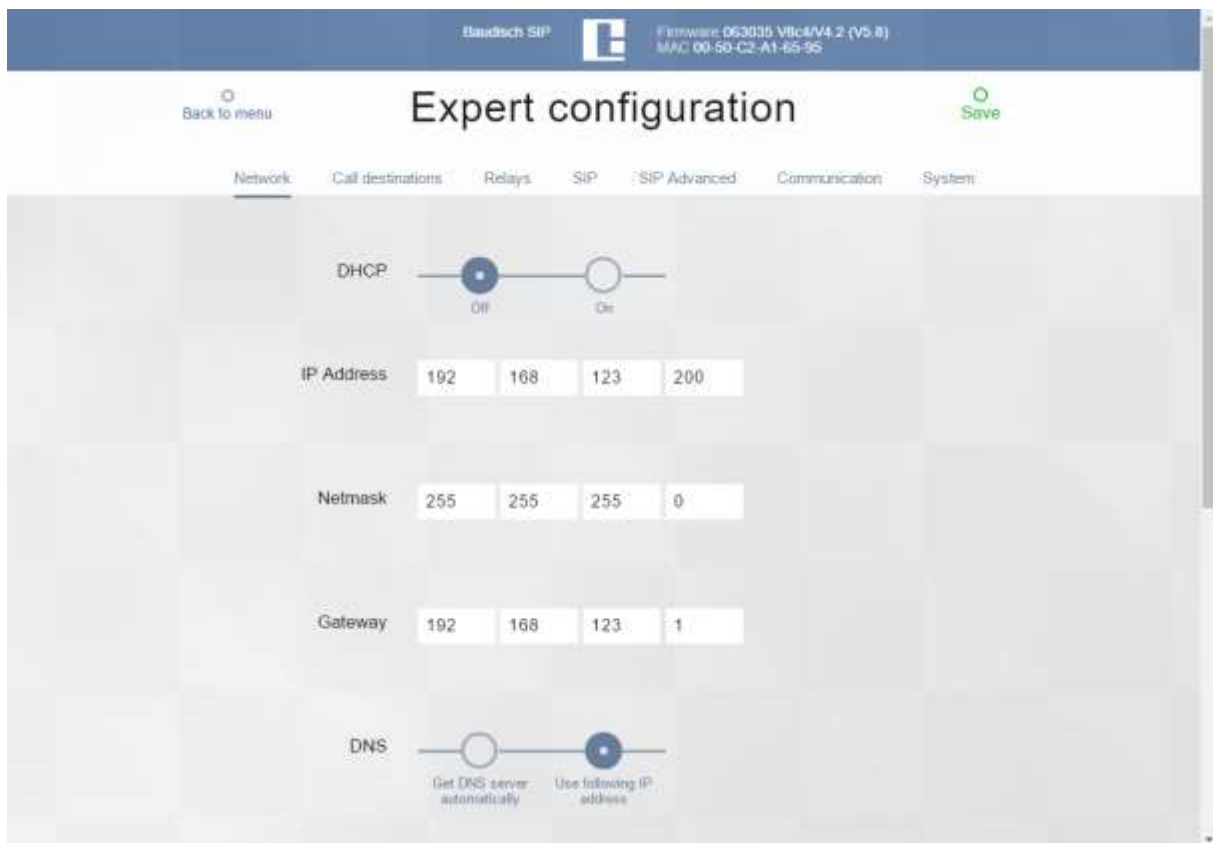 Baudisch SIP
Firmware 063035 V8c4/V4.2 (V5.8)
MAC 00-50-C2-A1-65-95
Back to menu
Expert configuration
Save
Network Call destinations Relays SIP SIP Advanced Communication System
DHCP
Off On
IP Address 192 168 123 200
Netmask 255 255 255 0
Gateway 192 168 123 1
DNS
Get DNS server automatically
Use following IP address